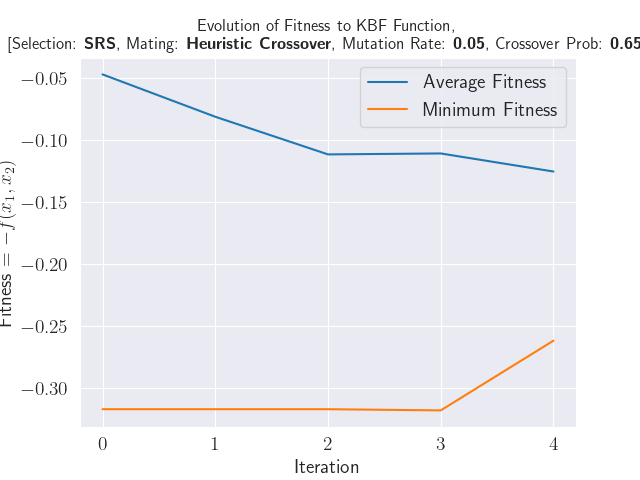 Evolution of Fitness to KBF Function,
[Selection: SRS, Mating: Heuristic Crossover, Mutation Rate: 0.05, Crossover Prob: 0.65
Average Fitness
Minimum Fitness
Fitness = −f(x₁, x₂)
−0.05
−0.10
−0.15
−0.20
−0.25
−0.30
0 1 2 3 4
Iteration